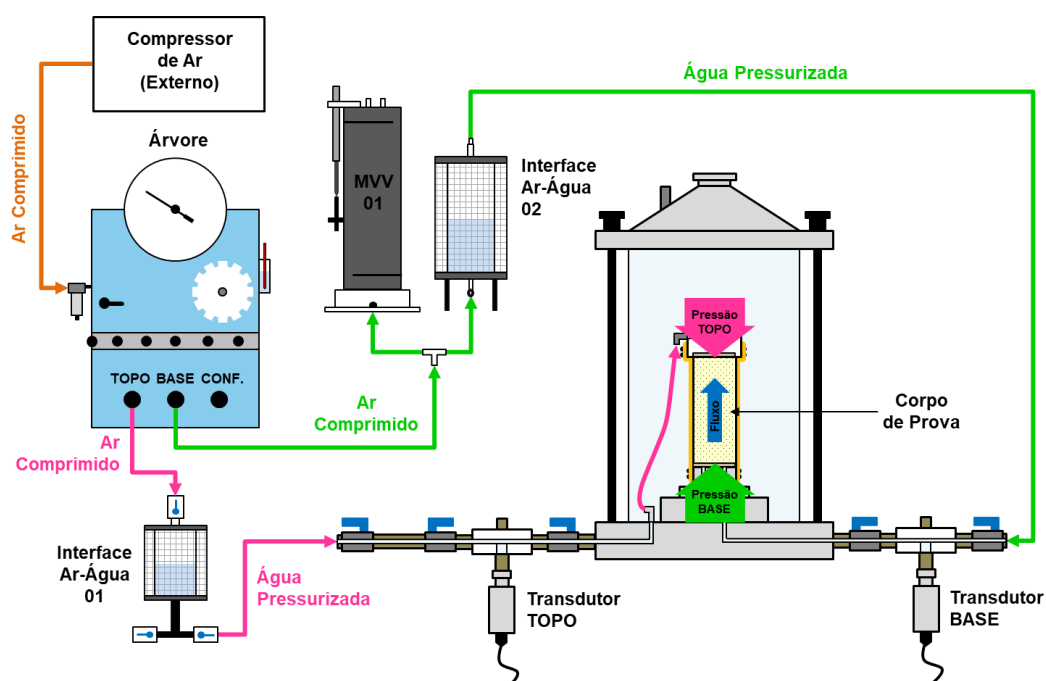 Compressor
de Ar
(Externo)
Ar Comprimido
Árvore
TOPO
BASE
CONF.
Ar
Comprimido
Interface
Ar-Água
01
Água
Pressurizada
MVV
01
Ar
Comprimido
Interface
Ar-Água
02
Água Pressurizada
Pressão
TOPO
Fluxo
Pressão
BASE
Corpo
de Prova
Transdutor
TOPO
Transdutor
BASE